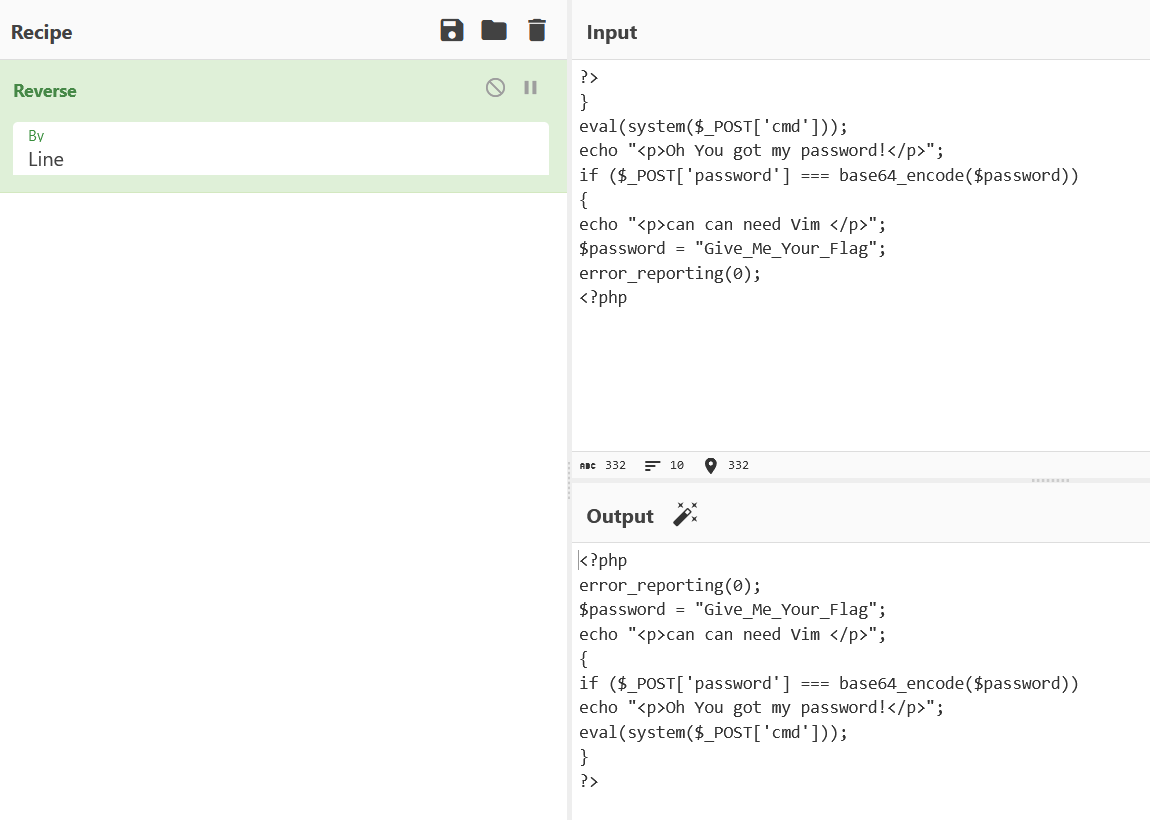 Recipe
Reverse
By
Line
Input
?>
}
eval(system($_POST['cmd']));
echo "<p>Oh You got my password!</p>";
if ($_POST['password'] === base64_encode($password))
{
echo "<p>can can need Vim </p>";
$password = "Give_Me_Your_Flag";
error_reporting(0);
<?php
ABC 332 10 332
Output
<?php
error_reporting(0);
$password = "Give_Me_Your_Flag";
echo "<p>can can need Vim </p>";
{
if ($_POST['password'] === base64_encode($password))
echo "<p>Oh You got my password!</p>";
eval(system($_POST['cmd']));
}
?>